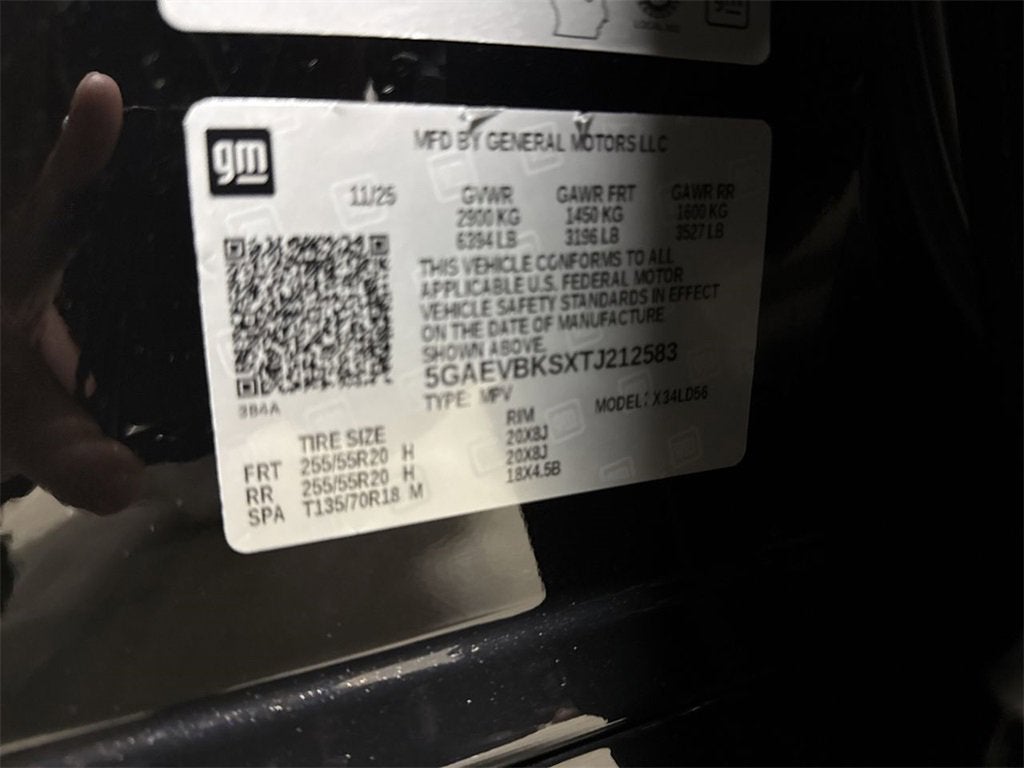 gm
MFD BY GENERAL MOTORS LLC
11/25
GVWR GAWR FRT GAWR RR
2900 KG 1450 KG 1600 KG
6394 LB 3196 LB 3527 LB
THIS VEHICLE CONFORMS TO ALL
APPLICABLE U.S. FEDERAL MOTOR
VEHICLE SAFETY STANDARDS IN EFFECT
ON THE DATE OF MANUFACTURE
SHOWN ABOVE.
5GAEVBKSXTJ212583
TYPE: MPV MODEL: X34LD56
3B4A
TIRE SIZE RIM
FRT 255/55R20 H 20X8J
RR 255/55R20 H 20X8J
SPA T135/70R18 M 18X4.5B